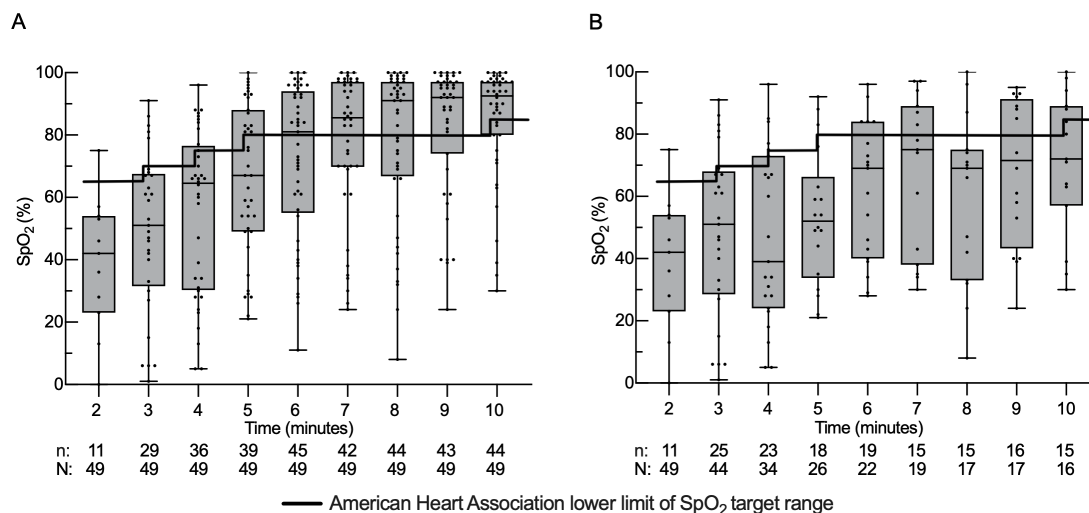 A
B
100
80
60
40
20
0
SpO2 (%)
2 3 4 5 6 7 8 9 10
Time (minutes)
n: 11 29 36 39 45 42 44 43 44
N: 49 49 49 49 49 49 49 49 49
100
80
60
40
20
0
SpO2 (%)
2 3 4 5 6 7 8 9 10
Time (minutes)
n: 11 25 23 18 19 15 15 16 15
N: 49 44 34 26 22 19 17 17 16
American Heart Association lower limit of SpO2 target range